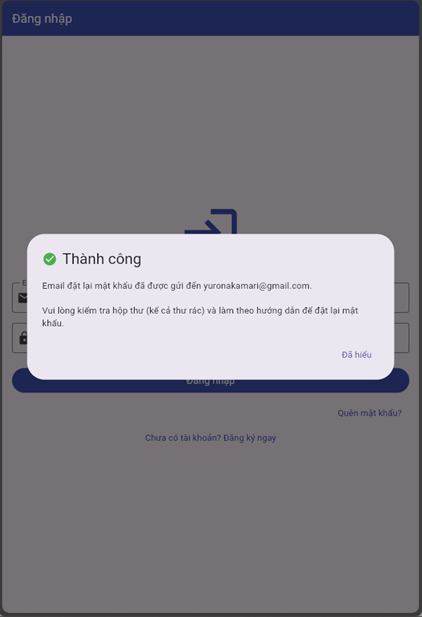 Đăng nhập
Thành công
Email đặt lại mật khẩu đã được gửi đến yuronakamari@gmail.com.
Vui lòng kiểm tra hộp thư (kể cả thư rác) và làm theo hướng dẫn để đặt lại mật
khẩu.
Đã hiểu
Đăng nhập
Quên mật khẩu?
Chưa có tài khoản? Đăng ký ngay